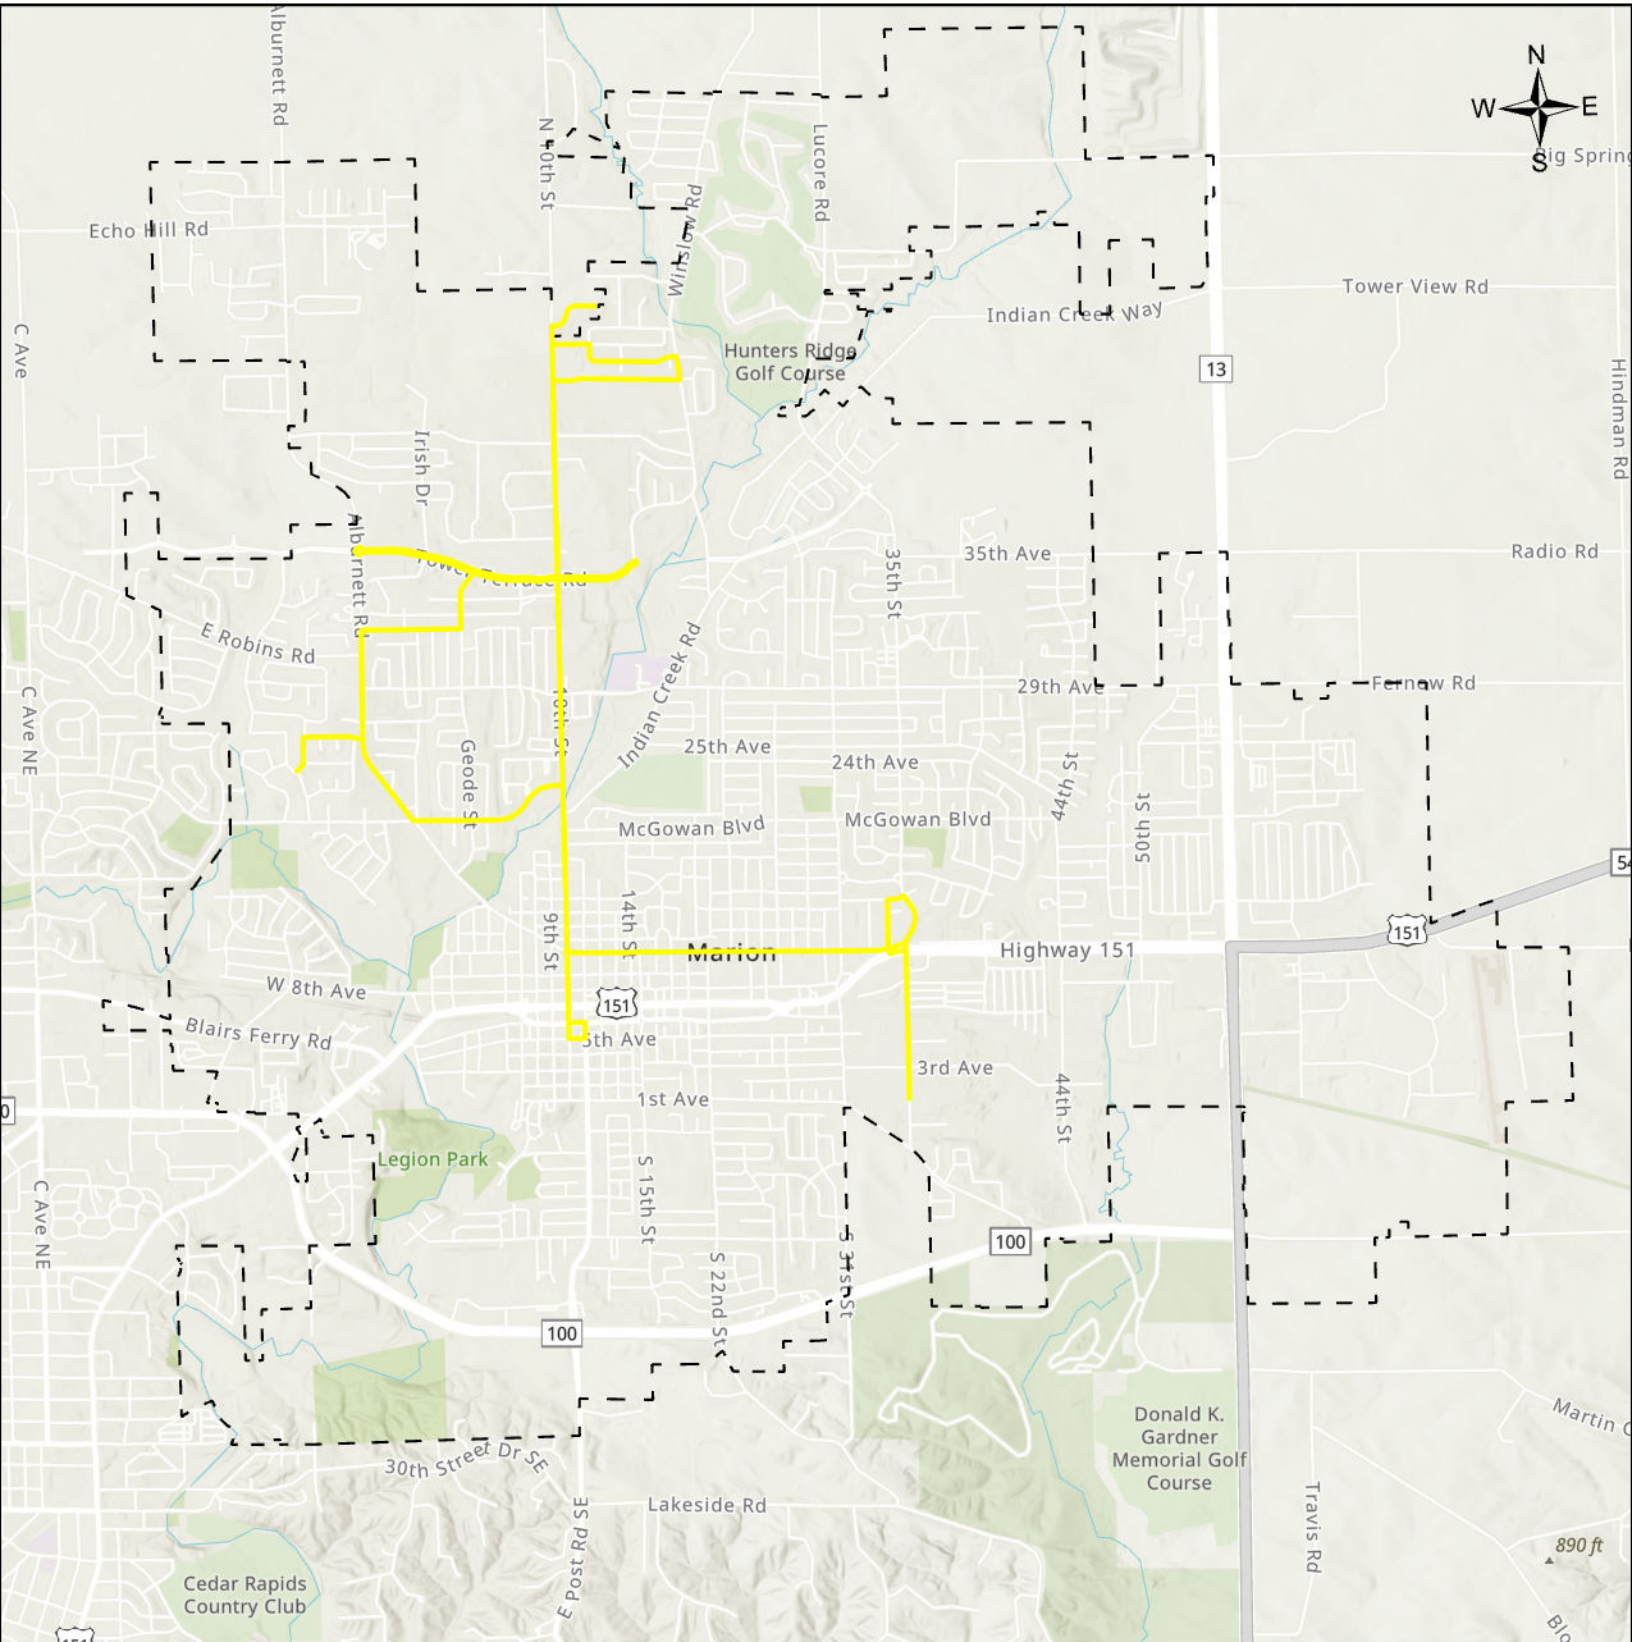 Alburnett Rd
N
W
E
S
Big Spring
N 10th St
Lucore Rd
Winslow Rd
Echo Hill Rd
Tower View Rd
Indian Creek Way
C Ave
Hunters Ridge
Golf Course
13
Hindman Rd
Irish Dr
Alburnett Rd
Tower Terrace Rd
35th St
35th Ave
Radio Rd
E Robins Rd
Indian Creek Rd
29th Ave
Fernow Rd
C Ave NE
10th St
Geode St
25th Ave
24th Ave
44th St
50th St
McGowan Blvd
McGowan Blvd
9th St
14th St
Marion
Highway 151
151
W 8th Ave
151
Blairs Ferry Rd
5th Ave
3rd Ave
1st Ave
44th St
Legion Park
C Ave NE
S 15th St
S 22nd St
S 31st St
100
100
30th Street Dr SE
Donald K.
Gardner
Memorial Golf
Course
Martin
Lakeside Rd
E Post Rd SE
Travis Rd
890 ft
Cedar Rapids
Country Club